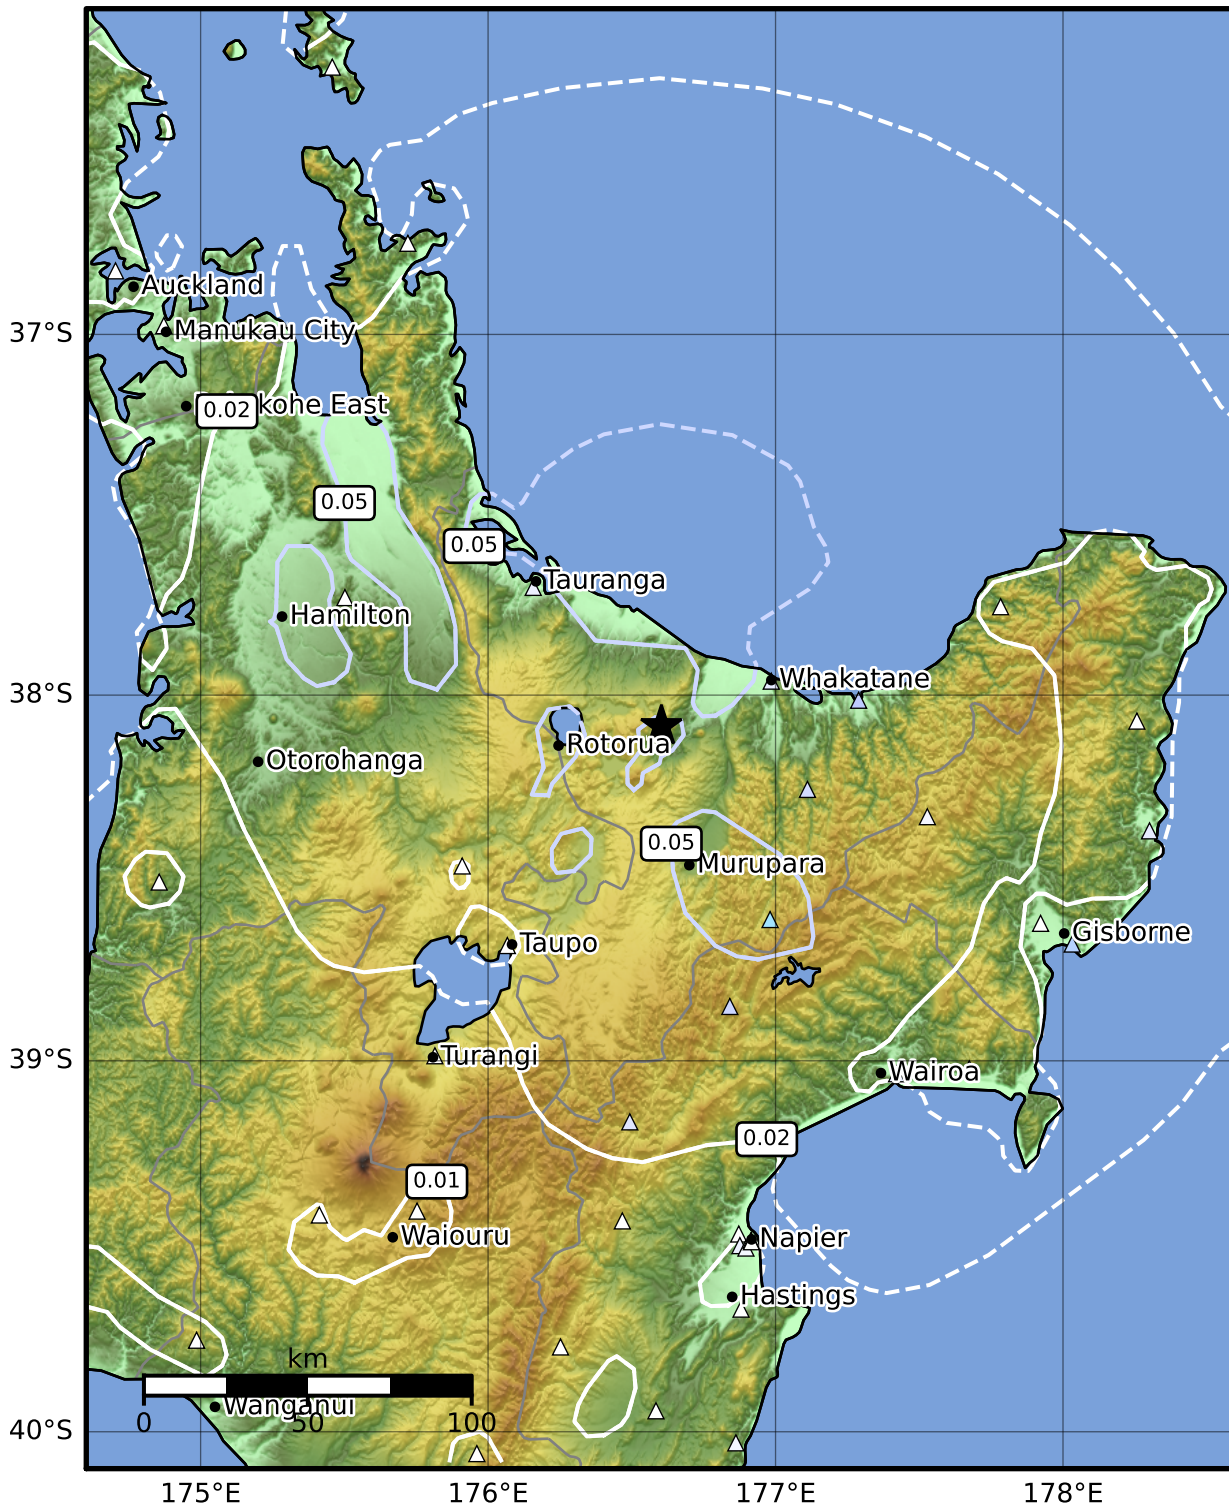 Auckland
37°S
Manukau City
0.02
kohe East
0.05
0.05
Tauranga
Hamilton
38°S
Whakatane
Rotorua
Otorohanga
0.05
Murupara
Taupo
Gisborne
39°S
Turangi
Wairoa
0.02
0.01
Waiouru
Napier
Hastings
km
Wanganui
0 50 100
40°S
175°E 176°E 177°E 178°E